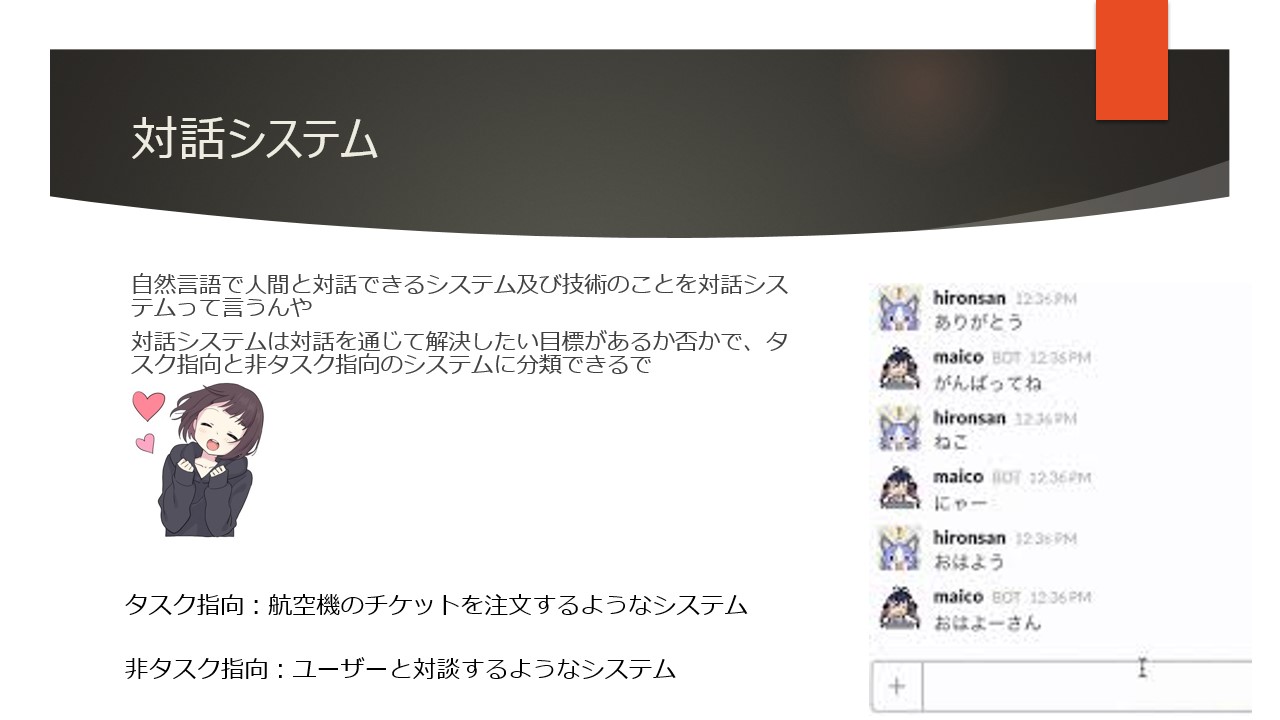 対話システム
自然言語で人間と対話できるシステム及び技術のことを対話シス
テムって言うんや
対話システムは対話を通じて解決したい目標があるか否かで、タ
スク指向と非タスク指向のシステムに分類できるで
タスク指向：航空機のチケットを注文するようなシステム
非タスク指向：ユーザーと対談するようなシステム
hironsan 12:36 PM
ありがとう
maico BOT 12:36 PM
がんばってね
hironsan 12:36 PM
ねこ
maico BOT 12:36 PM
にゃー
hironsan 12:36 PM
おはよう
maico BOT 12:36 PM
おはよーさん